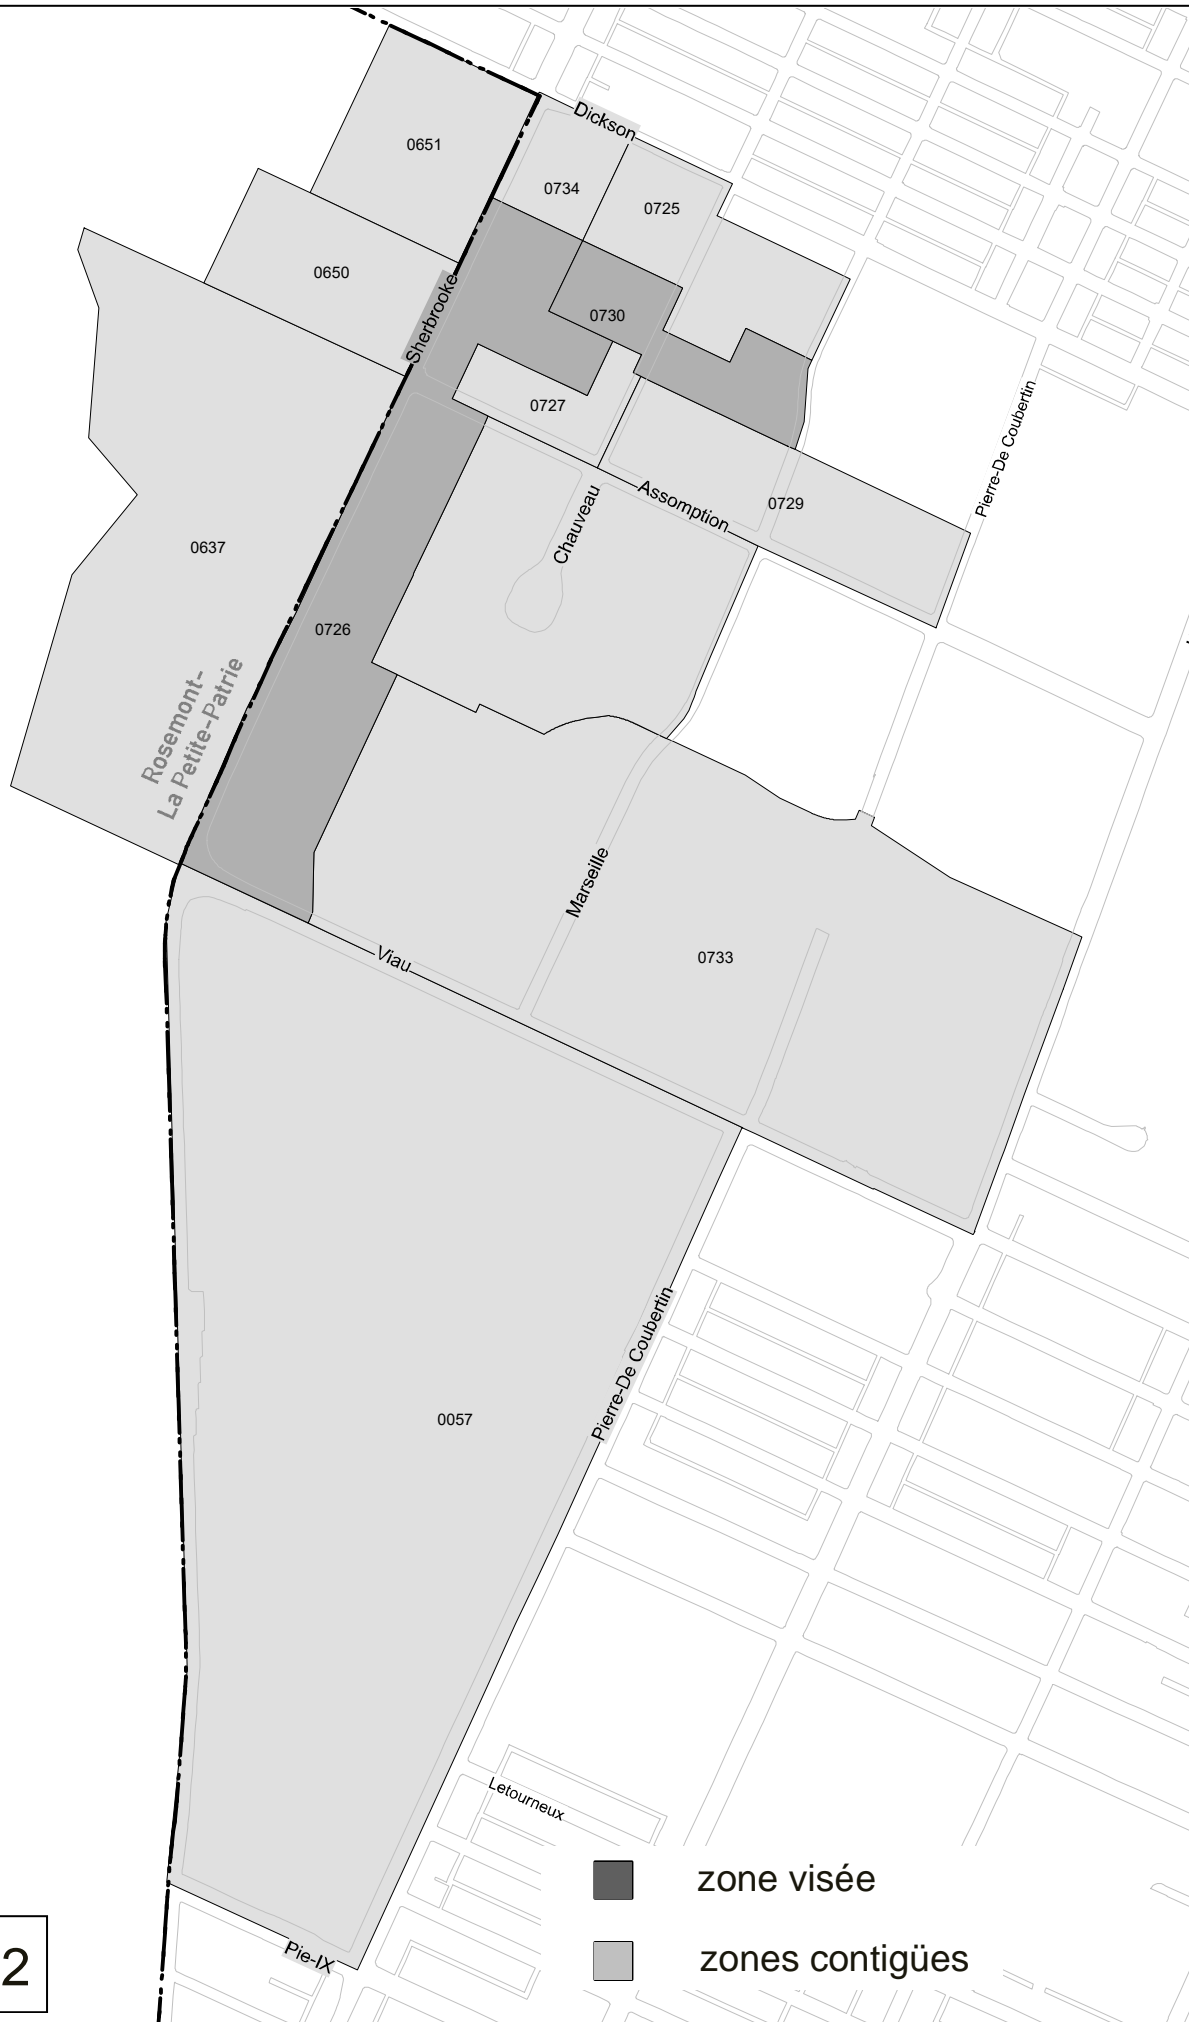 Dickson
0651
0734
0725
0650
Sherbrooke
0730
0727
Pierre-De Coubertin
Assomption
0729
Chauveau
0637
0726
Rosemont-
La Petite-Patrie
Marseille
Viau
0733
Pierre-De Coubertin
0057
Letourneux
zone visée
Pie-IX
zones contigües
2